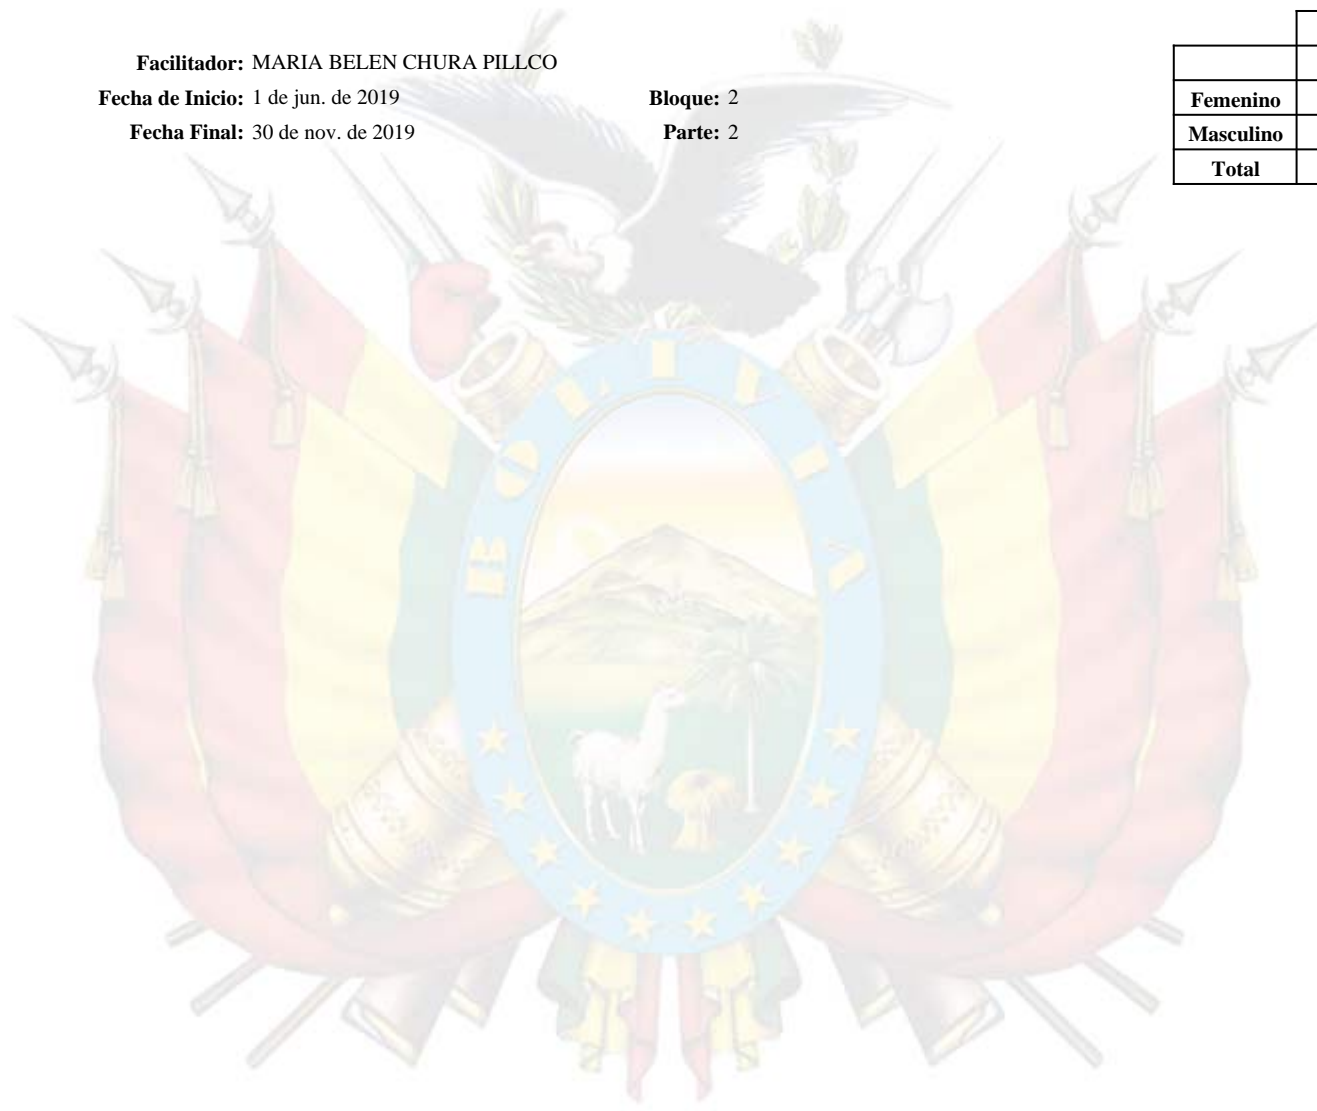 Facilitador: MARIA BELEN CHURA PILLCO
Fecha de Inicio: 1 de jun. de 2019 Bloque: 2
Fecha Final: 30 de nov. de 2019 Parte: 2
Femenino
Masculino
Total
BOLIVIA